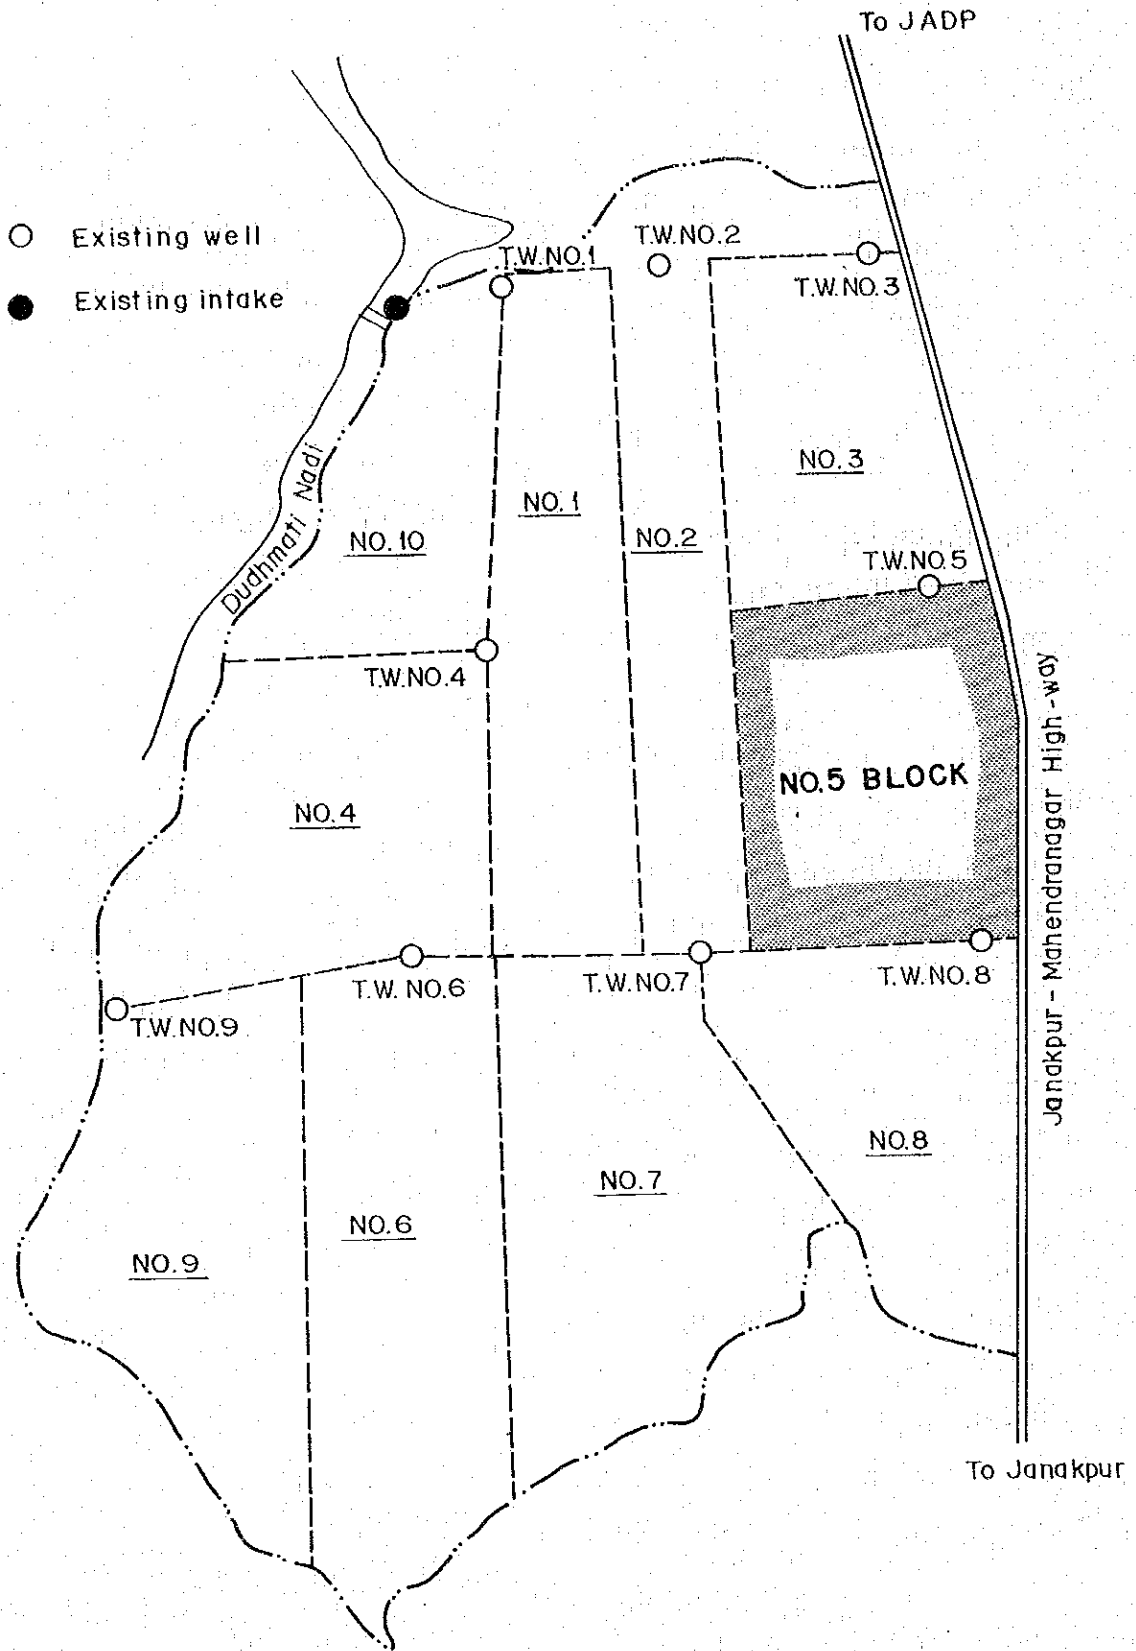 To JADP
Existing well
T.W.NO.2
T.W.NO.1
T.W.NO.3
Existing intake
Dudhmati Nadi
NO.3
NO.1
NO.10
NO.2
T.W.NO.5
T.W.NO.4
NO.5 BLOCK
NO.4
Janakpur - Mahendranagar High-way
T.W. NO.6
T.W.NO.7
T.W.NO.8
T.W.NO.9
NO.8
NO.7
NO.6
NO.9
To Janakpur